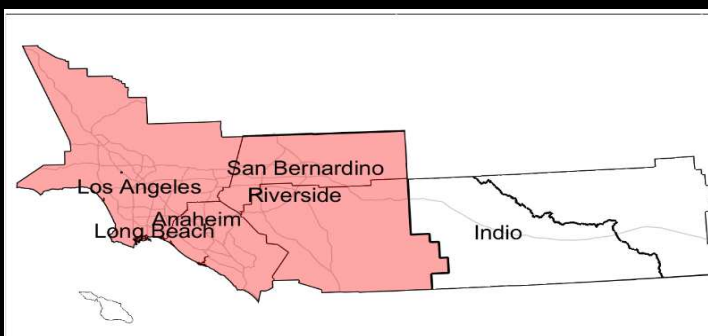 San Bernardino
Los Angeles
Riverside
Anaheim
Long Beach
Indio